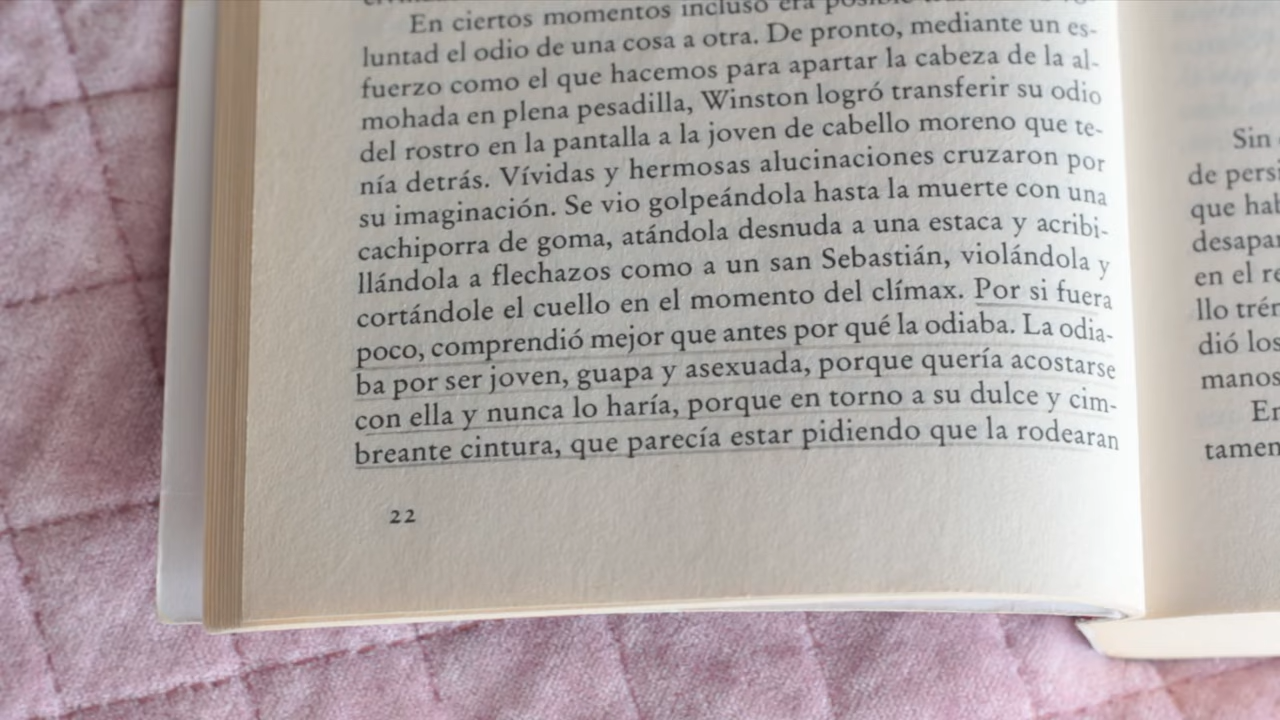 En ciertos momentos incluso era
luntad el odio de una cosa a otra. De pronto, mediante un es-
fuerzo como el que hacemos para apartar la cabeza de la al-
mohada en plena pesadilla, Winston logró transferir su odio
del rostro en la pantalla a la joven de cabello moreno que te-
nía detrás. Vívidas y hermosas alucinaciones cruzaron por
su imaginación. Se vio golpeándola hasta la muerte con una
cachiporra de goma, atándola desnuda a una estaca y acribi-
llándola a flechazos como a un san Sebastián, violándola y
cortándole el cuello en el momento del clímax. Por si fuera
poco, comprendió mejor que antes por qué la odiaba. La odia-
ba por ser joven, guapa y asexuada, porque quería acostarse
con ella y nunca lo haría, porque en torno a su dulce y cim-
breante cintura, que parecía estar pidiendo que la rodearan
22
Sin
de pers
que hab
desapar
en el re
llo trém
dió los
manos
En
tamen